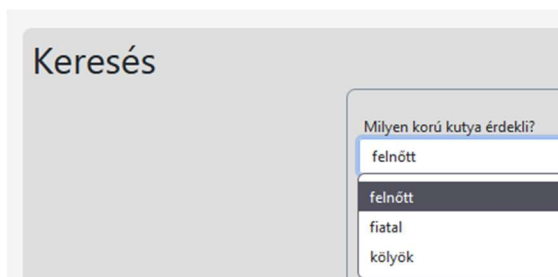 Keresés
Milyen korú kutya érdekli?
felnőtt
felnőtt
fiatal
kölyök